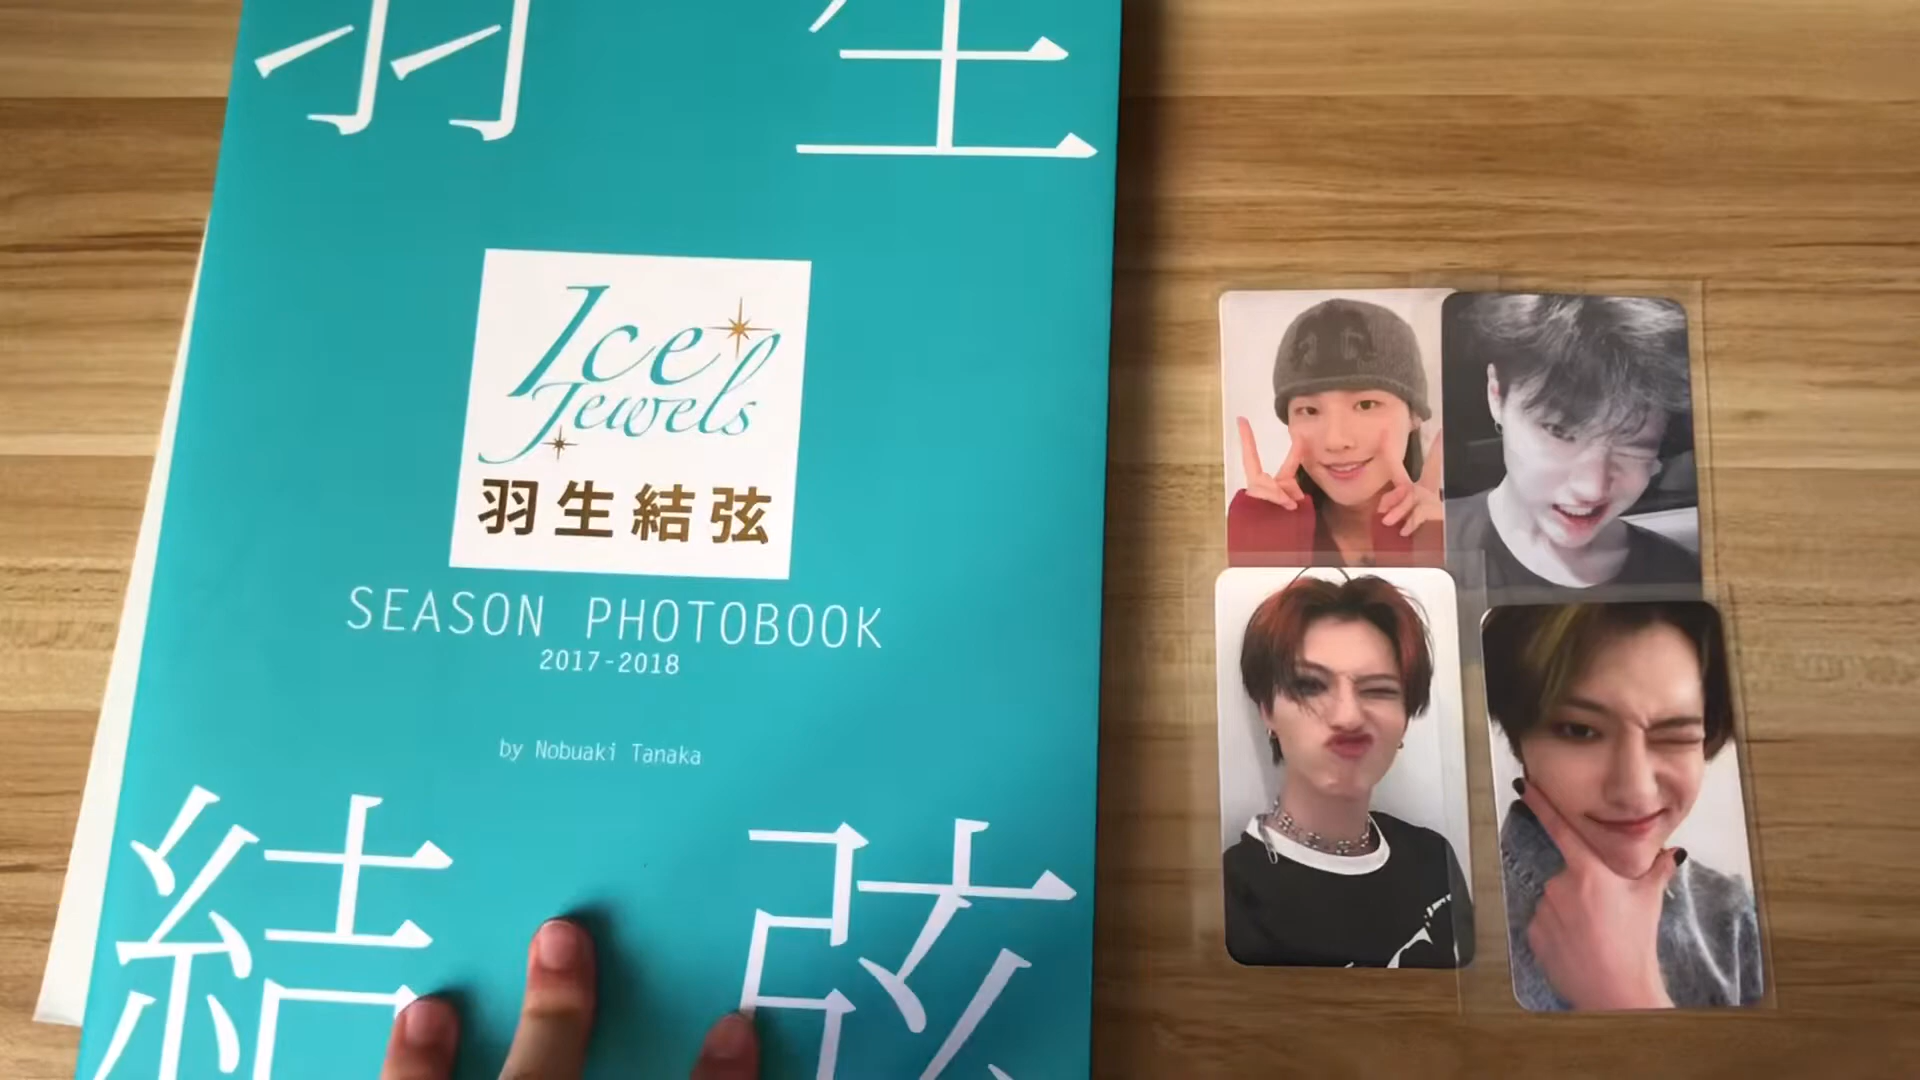 羽生
Ice
Jewels
羽生結弦
SEASON PHOTOBOOK
2017-2018
by Nobuaki Tanaka
結弦